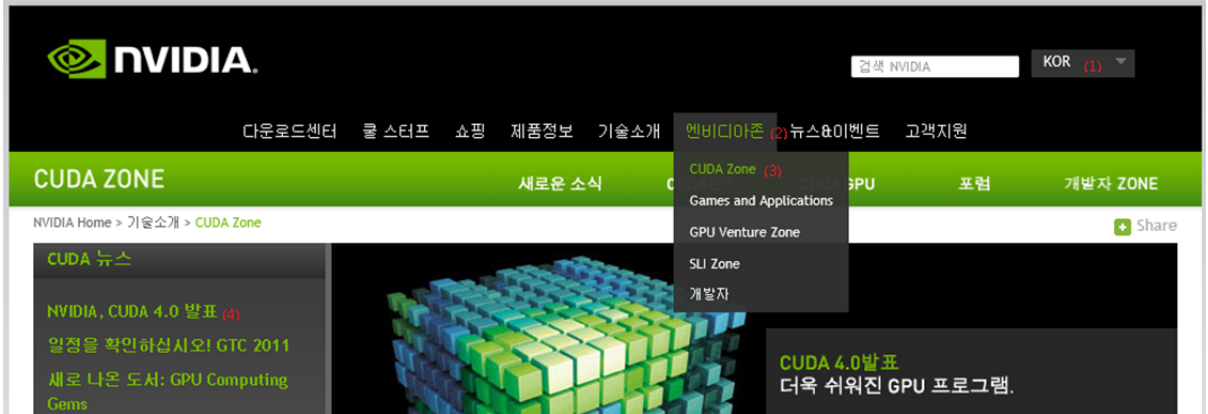 NVIDIA.
검색 NVIDIA
KOR (1)
다운로드센터 쿨 스터프 쇼핑 제품정보 기술소개 엔비디아존 (2) 뉴스&이벤트 고객지원
CUDA ZONE 새로운 소식 GPU 포럼 개발자 ZONE
CUDA Zone (3)
Games and Applications
GPU Venture Zone
SLI Zone
개발자
NVIDIA Home > 기술소개 > CUDA Zone
Share
CUDA 뉴스
NVIDIA, CUDA 4.0 발표 (4)
일정을 확인하십시오! GTC 2011
새로 나온 도서: GPU Computing
Gems
CUDA 4.0발표
더욱 쉬워진 GPU 프로그램.